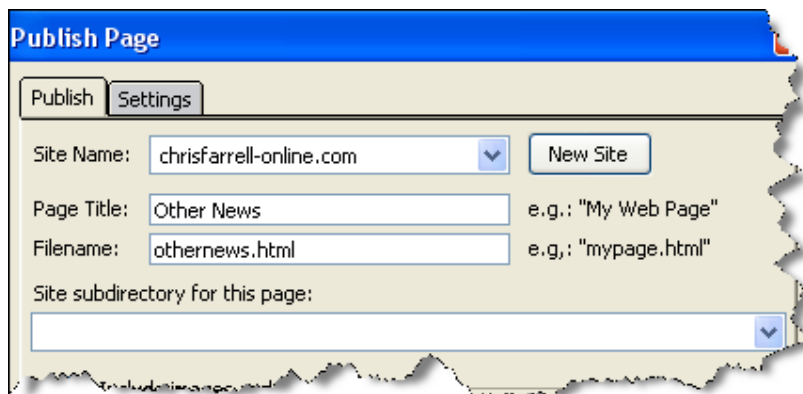 Publish Page
Publish Settings
Site Name: chrisfarrell-online.com New Site
Page Title: Other News e.g.: "My Web Page"
Filename: othernews.html e.g,: "mypage.html"
Site subdirectory for this page: